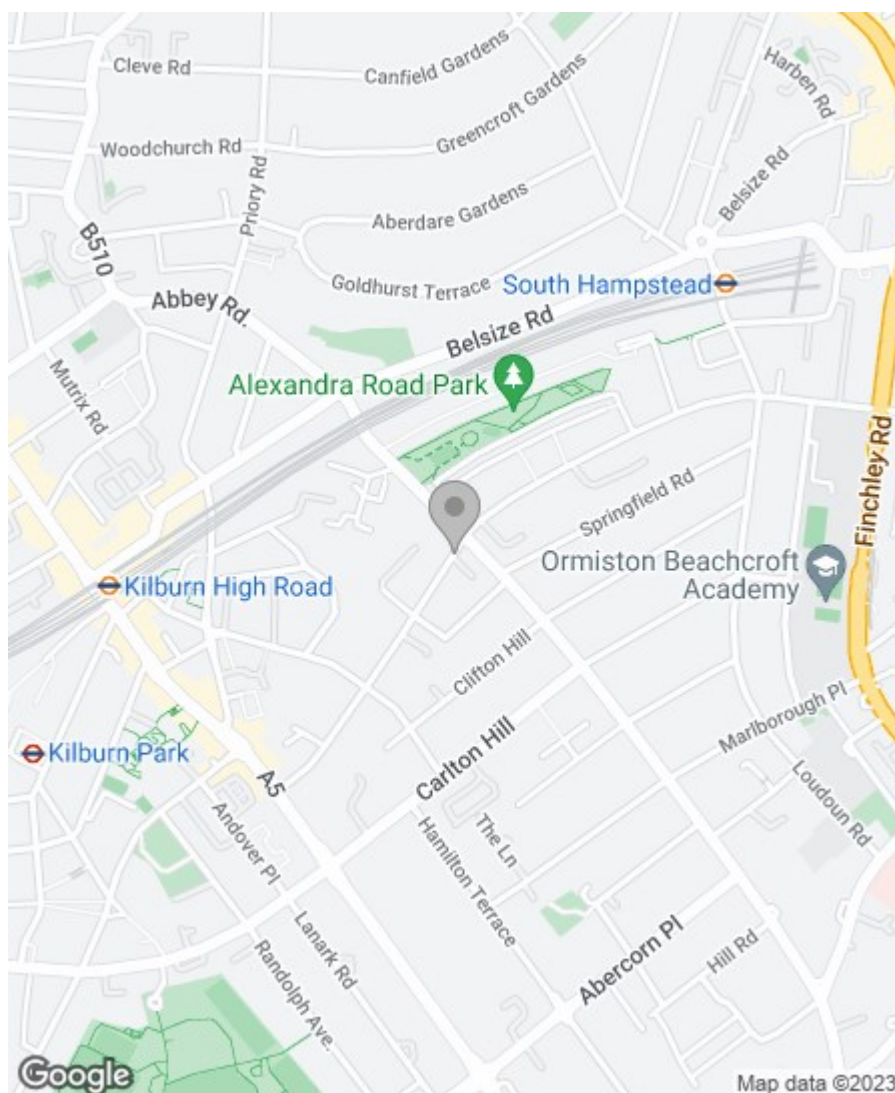 Cleve Rd
Canfield Gardens
Harben Rd
Woodchurch Rd
Greencroft Gardens
Priory Rd
Belsize Rd
Aberdare Gardens
B510
Goldhurst Terrace
South Hampstead
Abbey Rd.
Belsize Rd
Mutrix Rd
Alexandra Road Park
Finchley Rd
Springfield Rd
Ormiston Beachcroft
Academy
Kilburn High Road
Clifton Hill
Marlborough Pl
Kilburn Park
Carlton Hill
A5
Loudoun Rd
Andover Pl
The Ln
Hamilton Terrace
Lanark Rd
Abercorn Pl
Hill Rd
Randolph Ave.
Google
Map data ©2023